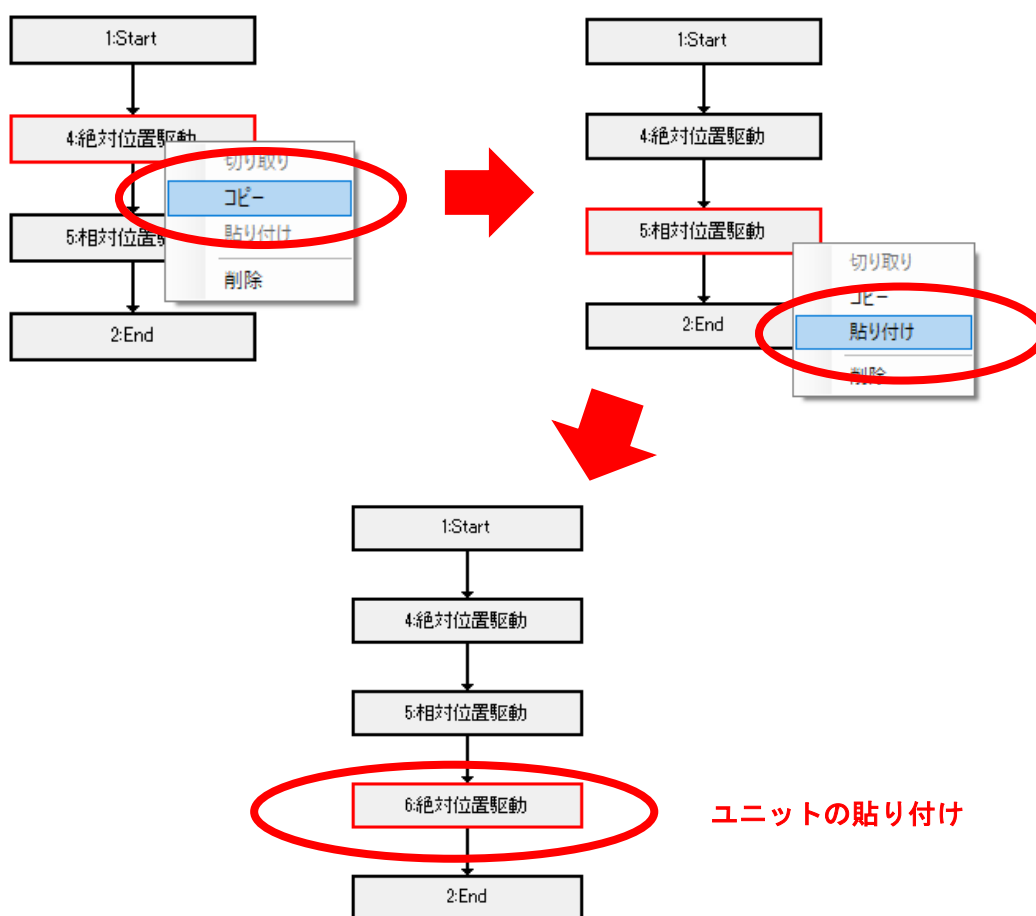 1:Start
4:絶対位置駆動
切り取り
コピー
5:相対位置駆
貼り付け
削除
2:End
1:Start
4:絶対位置駆動
5:相対位置駆動
切り取り
コピー
2:End
貼り付け
削除
1:Start
4:絶対位置駆動
5:相対位置駆動
6:絶対位置駆動
ユニットの貼り付け
2:End